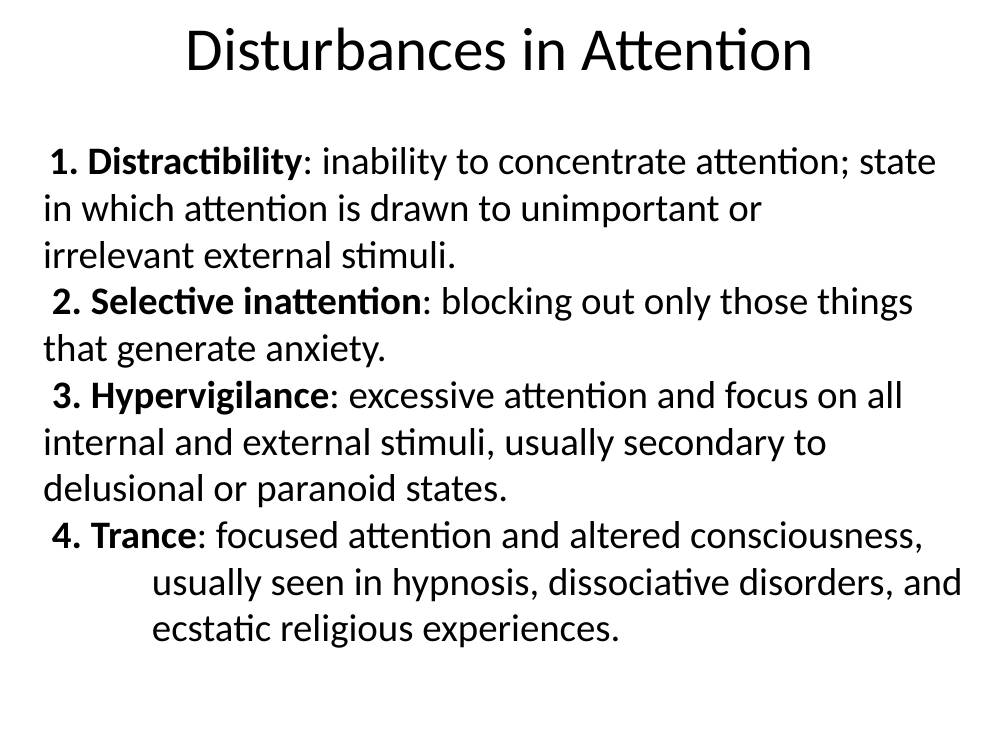 Disturbances in Attention
1. Distractibility: inability to concentrate attention; state
in which attention is drawn to unimportant or
irrelevant external stimuli.
2. Selective inattention: blocking out only those things
that generate anxiety.
3. Hypervigilance: excessive attention and focus on all
internal and external stimuli, usually secondary to
delusional or paranoid states.
4. Trance: focused attention and altered consciousness,
usually seen in hypnosis, dissociative disorders, and
ecstatic religious experiences.